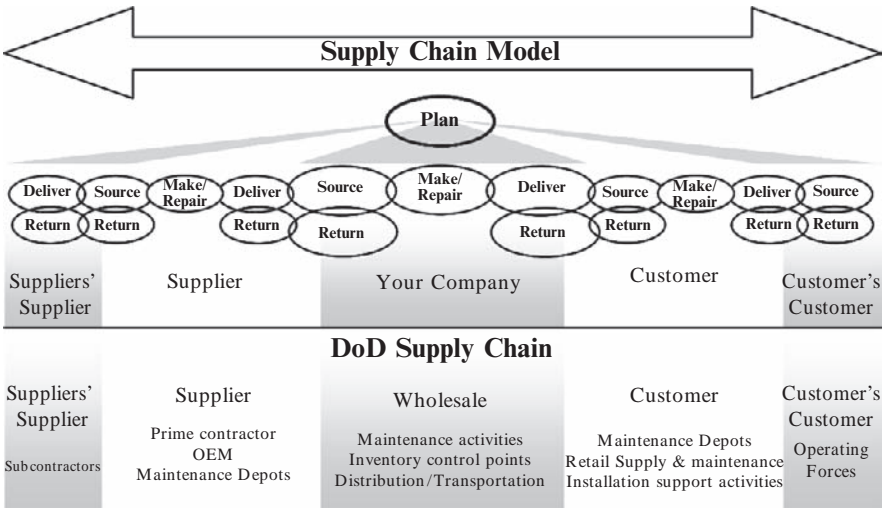 Supply Chain Model
Plan
Deliver Source Make/ Deliver Source Make/ Deliver Source Make/ Deliver Source
Repair Repair Repair
Return Return Return Return Return Return Return Return
Suppliers' Supplier Your Company Customer Customer's
Supplier Customer
DoD Supply Chain
Suppliers' Supplier Wholesale Customer Customer's
Supplier Customer
Prime contractor Maintenance activities Maintenance Depots Operating
Subcontractors OEM Inventory control points Retail Supply & maintenance Forces
Maintenance Depots Distribution/Transportation Installation support activities